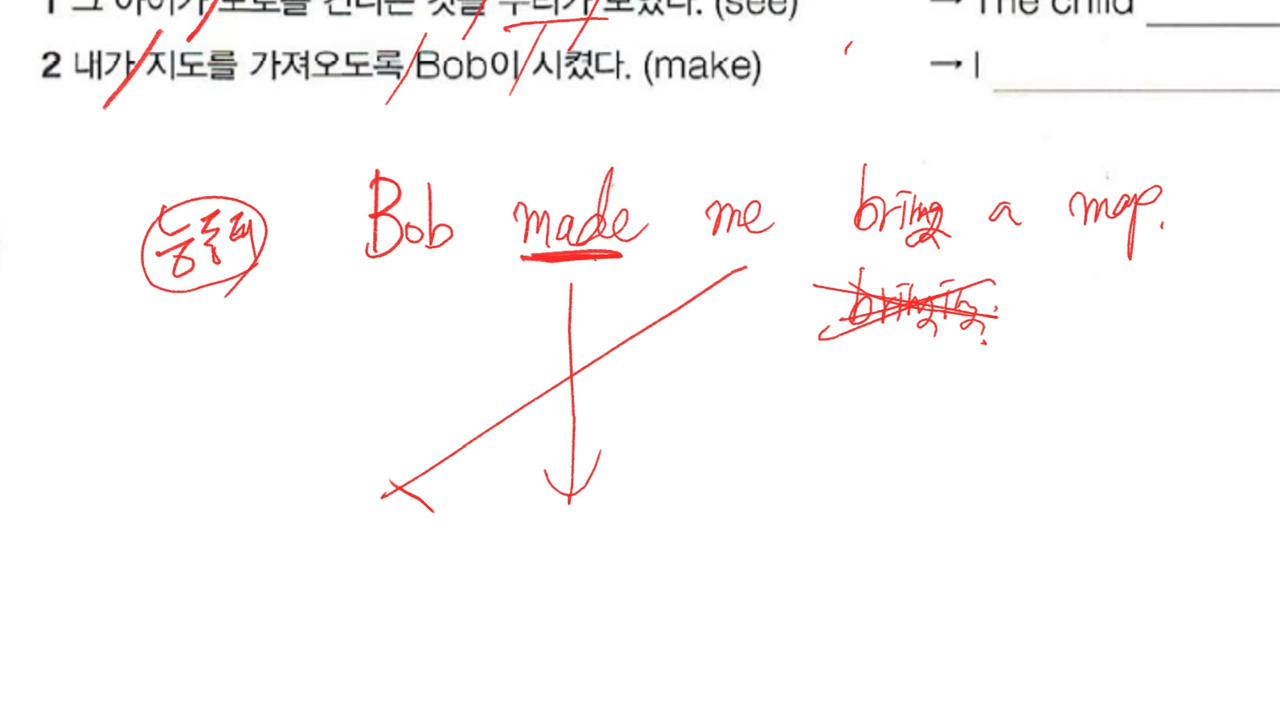 1 그 아이가 도로를 건너는 것을 우리가 보았다. (see) → The child
2 내가 지도를 가져오도록 Bob이 시켰다. (make) → I
능동태 Bob made me bring a map.
bringing.